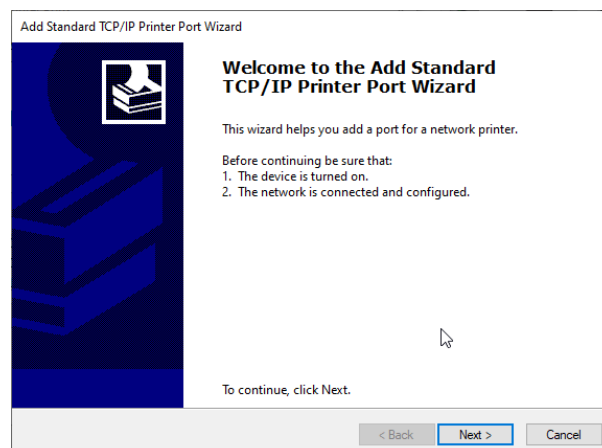 Add Standard TCP/IP Printer Port Wizard
Welcome to the Add Standard
TCP/IP Printer Port Wizard
This wizard helps you add a port for a network printer.
Before continuing be sure that:
1. The device is turned on.
2. The network is connected and configured.
To continue, click Next.
< Back Next > Cancel